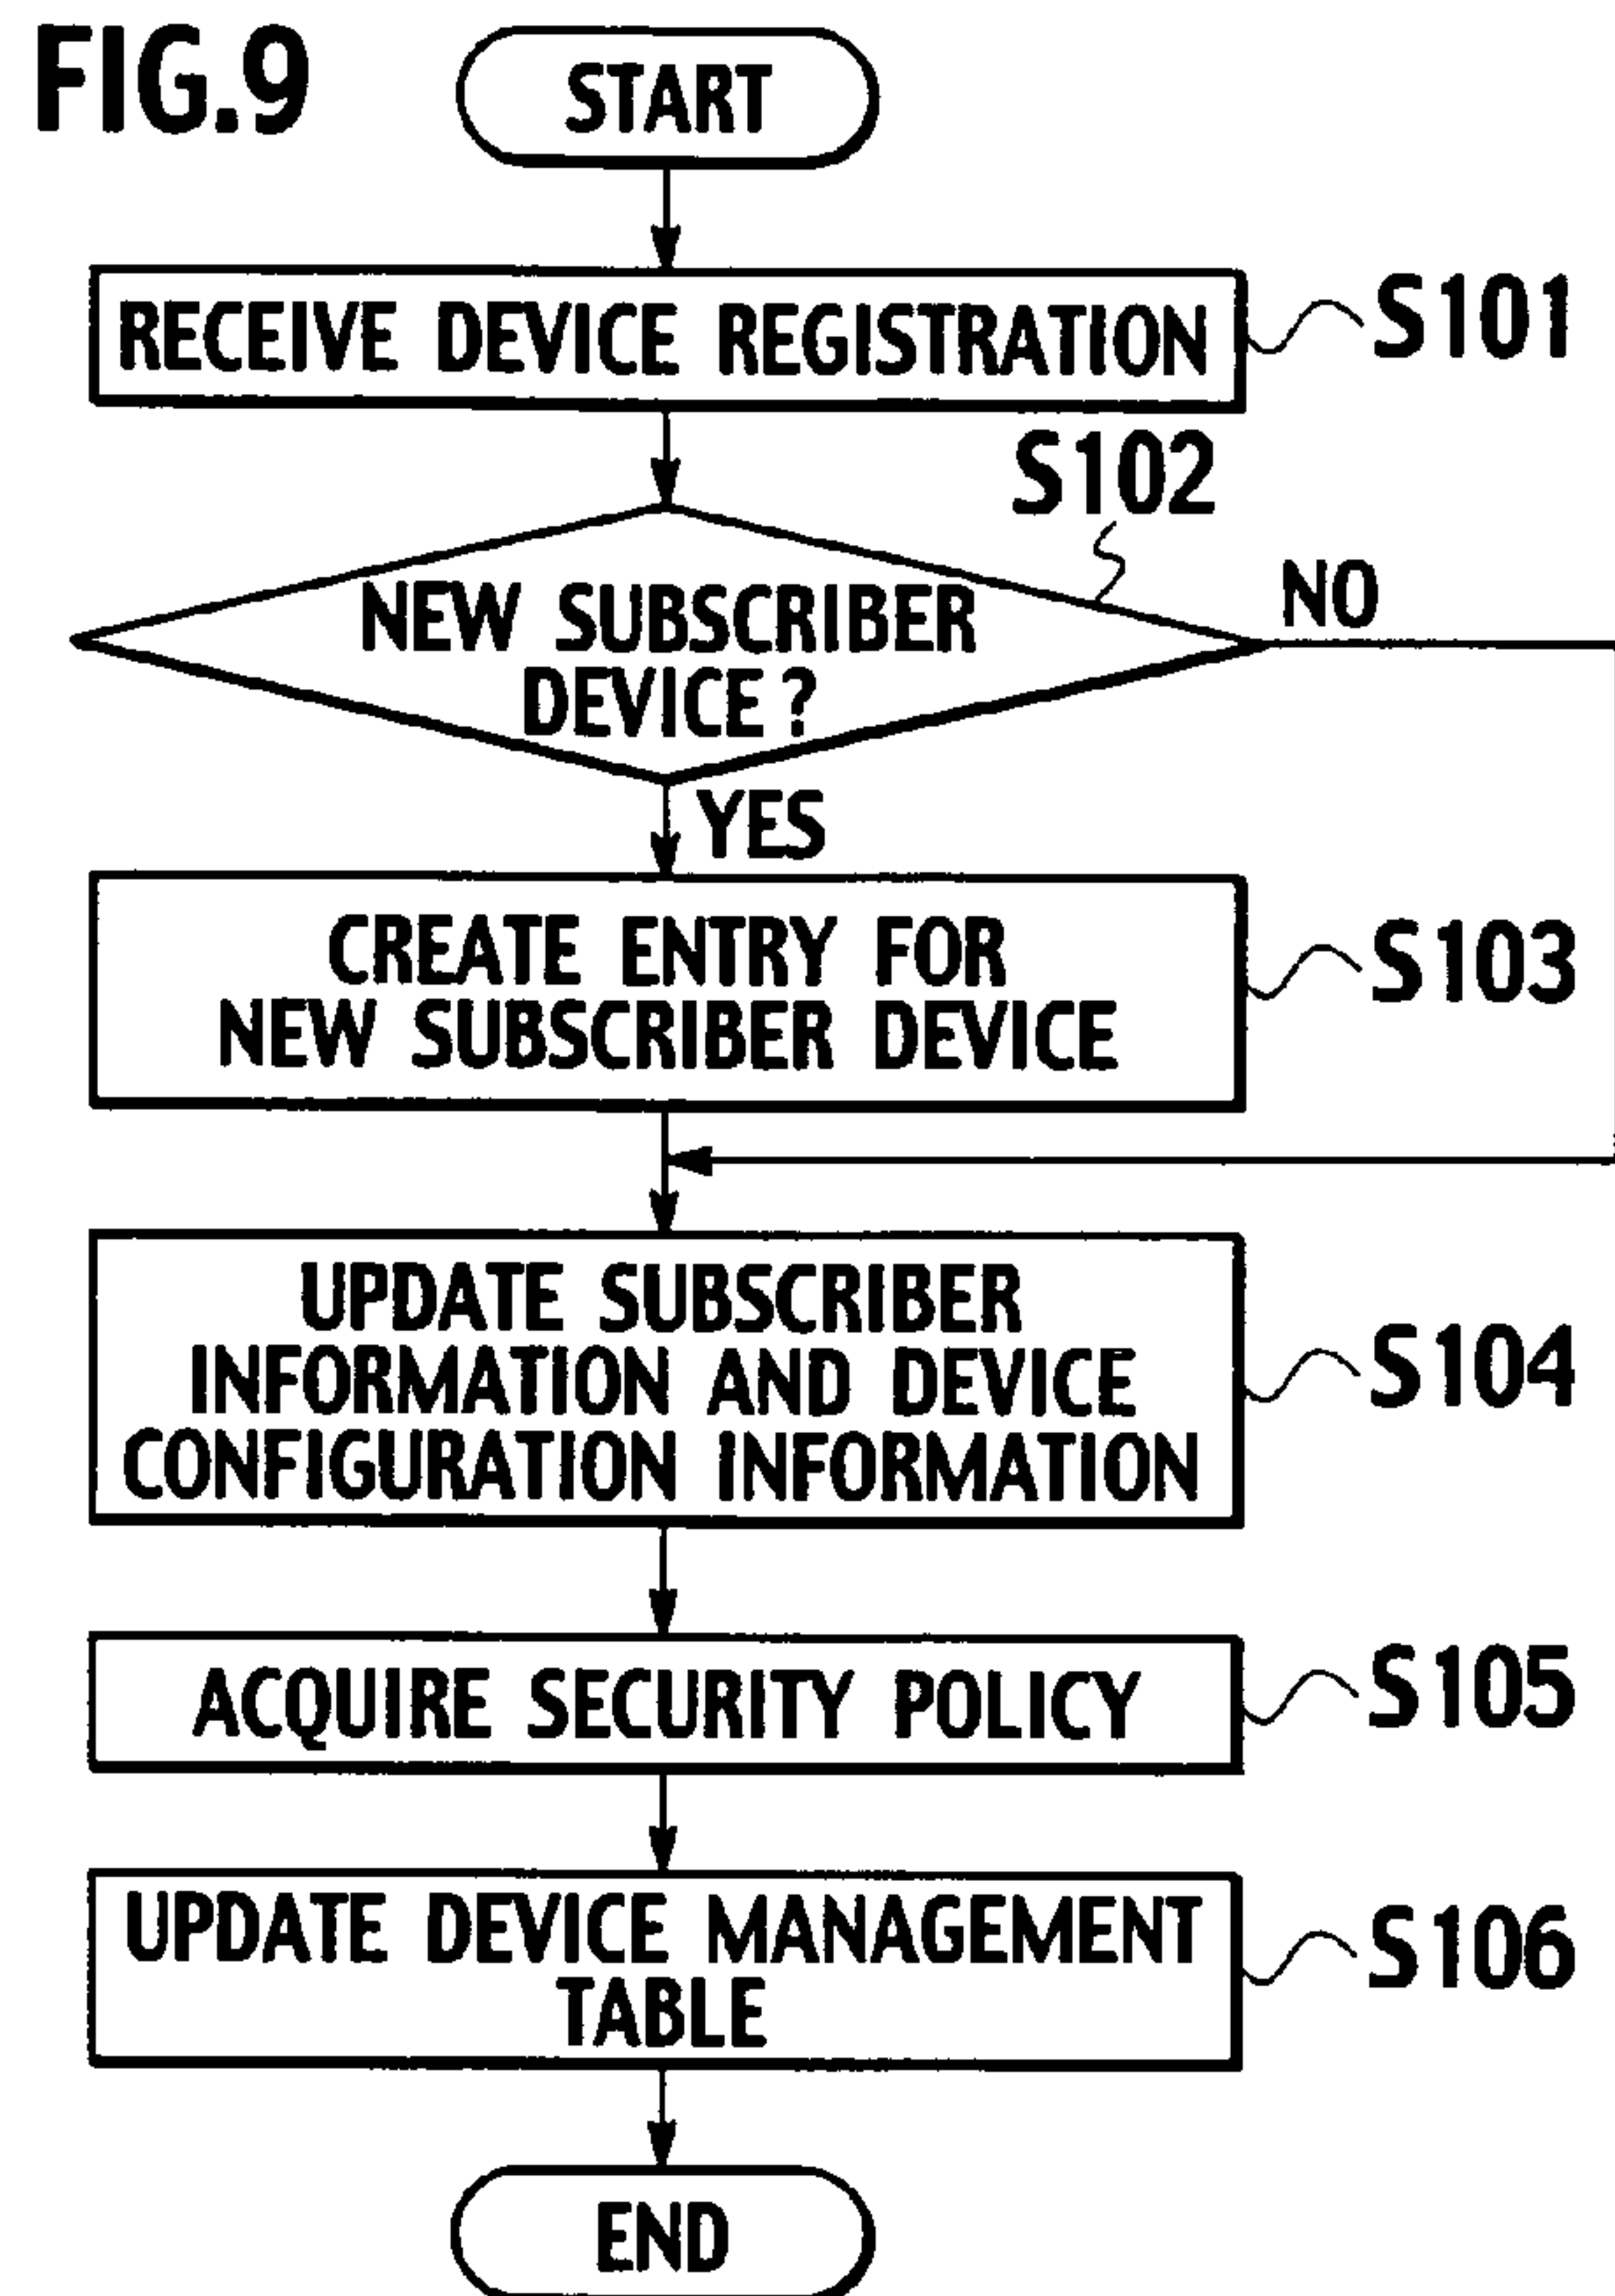 FIG.9
START
RECEIVE DEVICE REGISTRATION
S101
S102
NEW SUBSCRIBER
DEVICE?
NO
YES
CREATE ENTRY FOR
NEW SUBSCRIBER DEVICE
S103
UPDATE SUBSCRIBER
INFORMATION AND DEVICE
CONFIGURATION INFORMATION
S104
ACQUIRE SECURITY POLICY
S105
UPDATE DEVICE MANAGEMENT
TABLE
S106
END